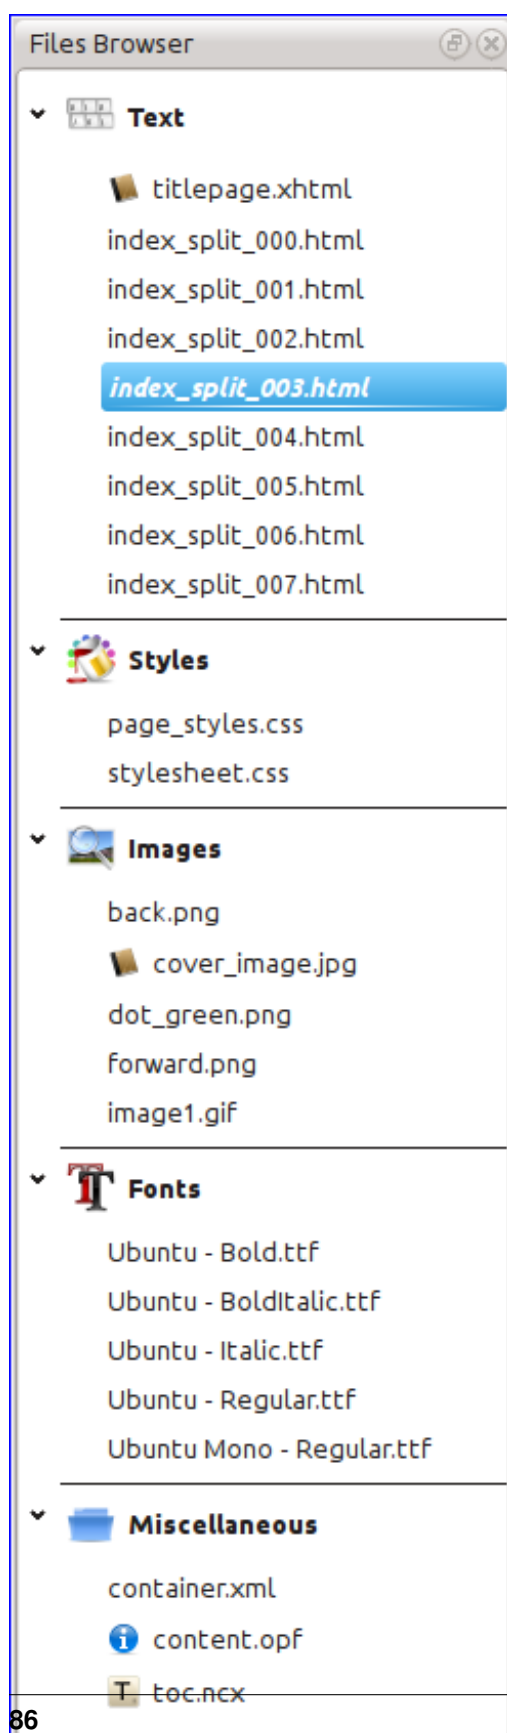 Files Browser
Text
titlepage.xhtml
index_split_000.html
index_split_001.html
index_split_002.html
index_split_003.html
index_split_004.html
index_split_005.html
index_split_006.html
index_split_007.html
Styles
page_styles.css
stylesheet.css
Images
back.png
cover_image.jpg
dot_green.png
forward.png
image1.gif
Fonts
Ubuntu - Bold.ttf
Ubuntu - BoldItalic.ttf
Ubuntu - Italic.ttf
Ubuntu - Regular.ttf
Ubuntu Mono - Regular.ttf
Miscellaneous
container.xml
content.opf
toc.ncx
86